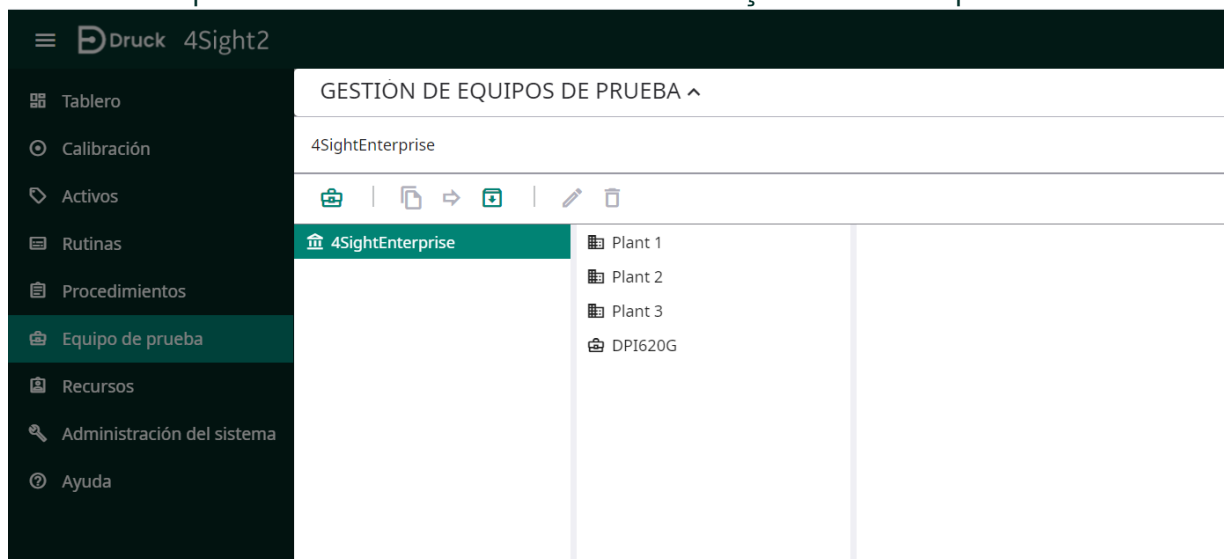 Druck 4Sight2
Tablero
Calibración
Activos
Rutinas
Procedimientos
Equipo de prueba
Recursos
Administración del sistema
Ayuda
GESTIÓN DE EQUIPOS DE PRUEBA
4SightEnterprise
4SightEnterprise
Plant 1
Plant 2
Plant 3
DPI620G